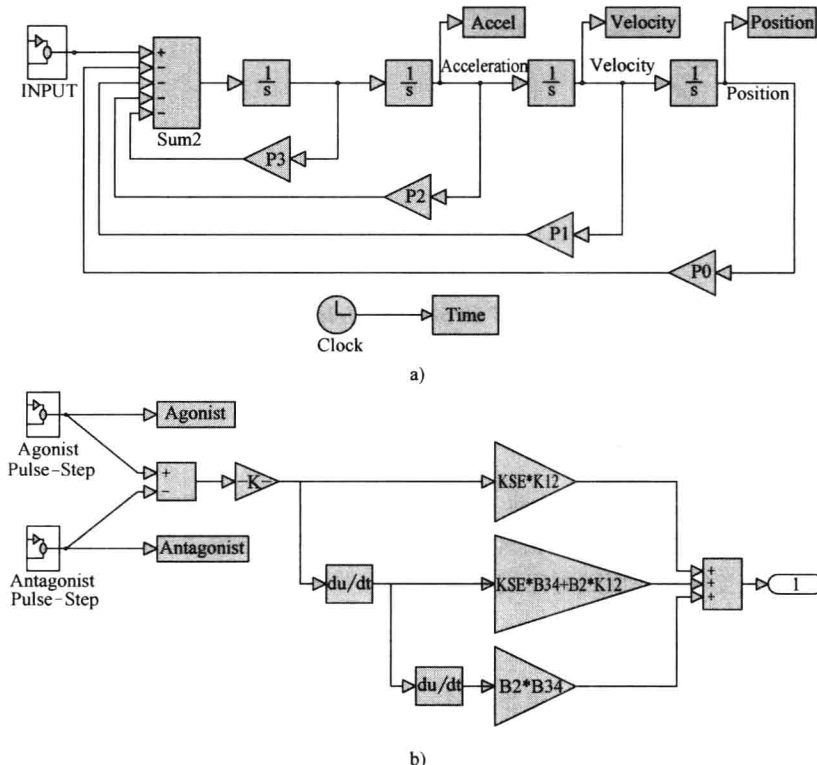 Accel
Velocity
Position
INPUT
+
−
−
−
−
Sum2
1
s
1
s
Acceleration
1
s
Velocity
1
s
Position
P3
P2
P1
P0
Clock
Time
a)
Agonist
Pulse-Step
Agonist
+
−
-K-
KSE*K12
Antagonist
Pulse-Step
Antagonist
du/dt
KSE*B34+B2*K12
+
+
+
1
du/dt
B2*B34
b)